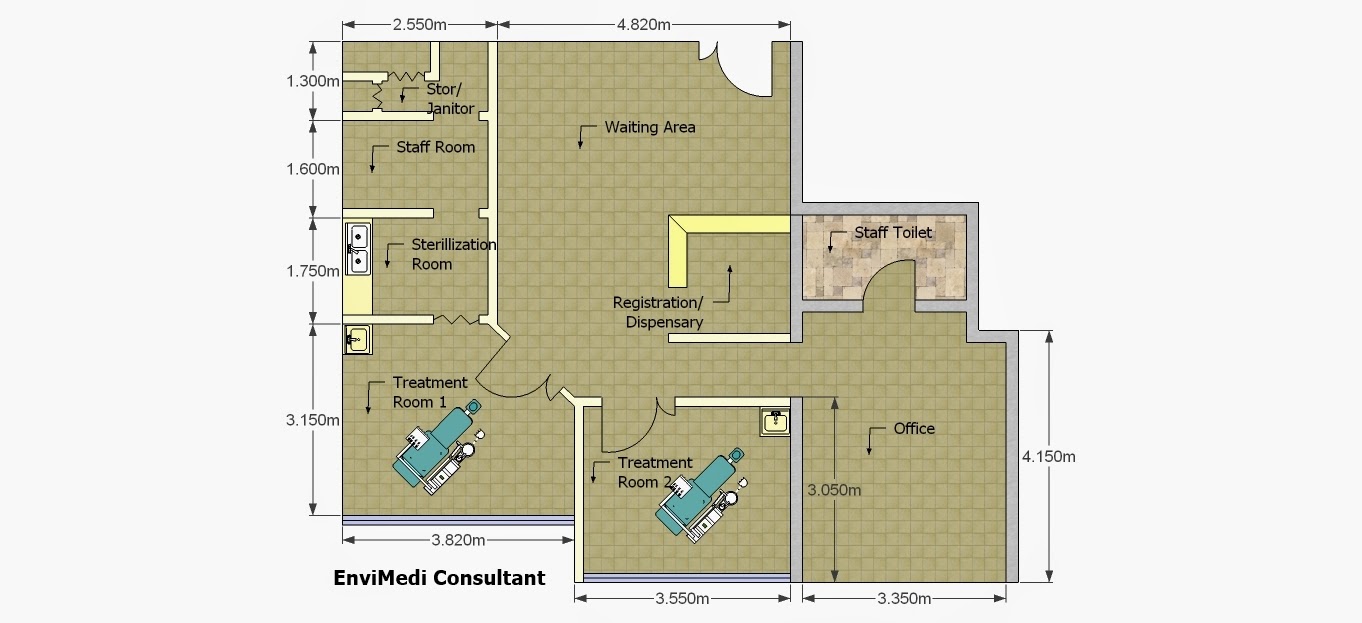 2.550m
4.820m
1.300m
Stor/
Janitor
Waiting Area
Staff Room
1.600m
Staff Toilet
Sterillization
Room
1.750m
Registration/
Dispensary
Treatment
Room 1
3.150m
Office
4.150m
Treatment
Room 2
3.050m
3.820m
EnviMedi Consultant
3.550m
3.350m